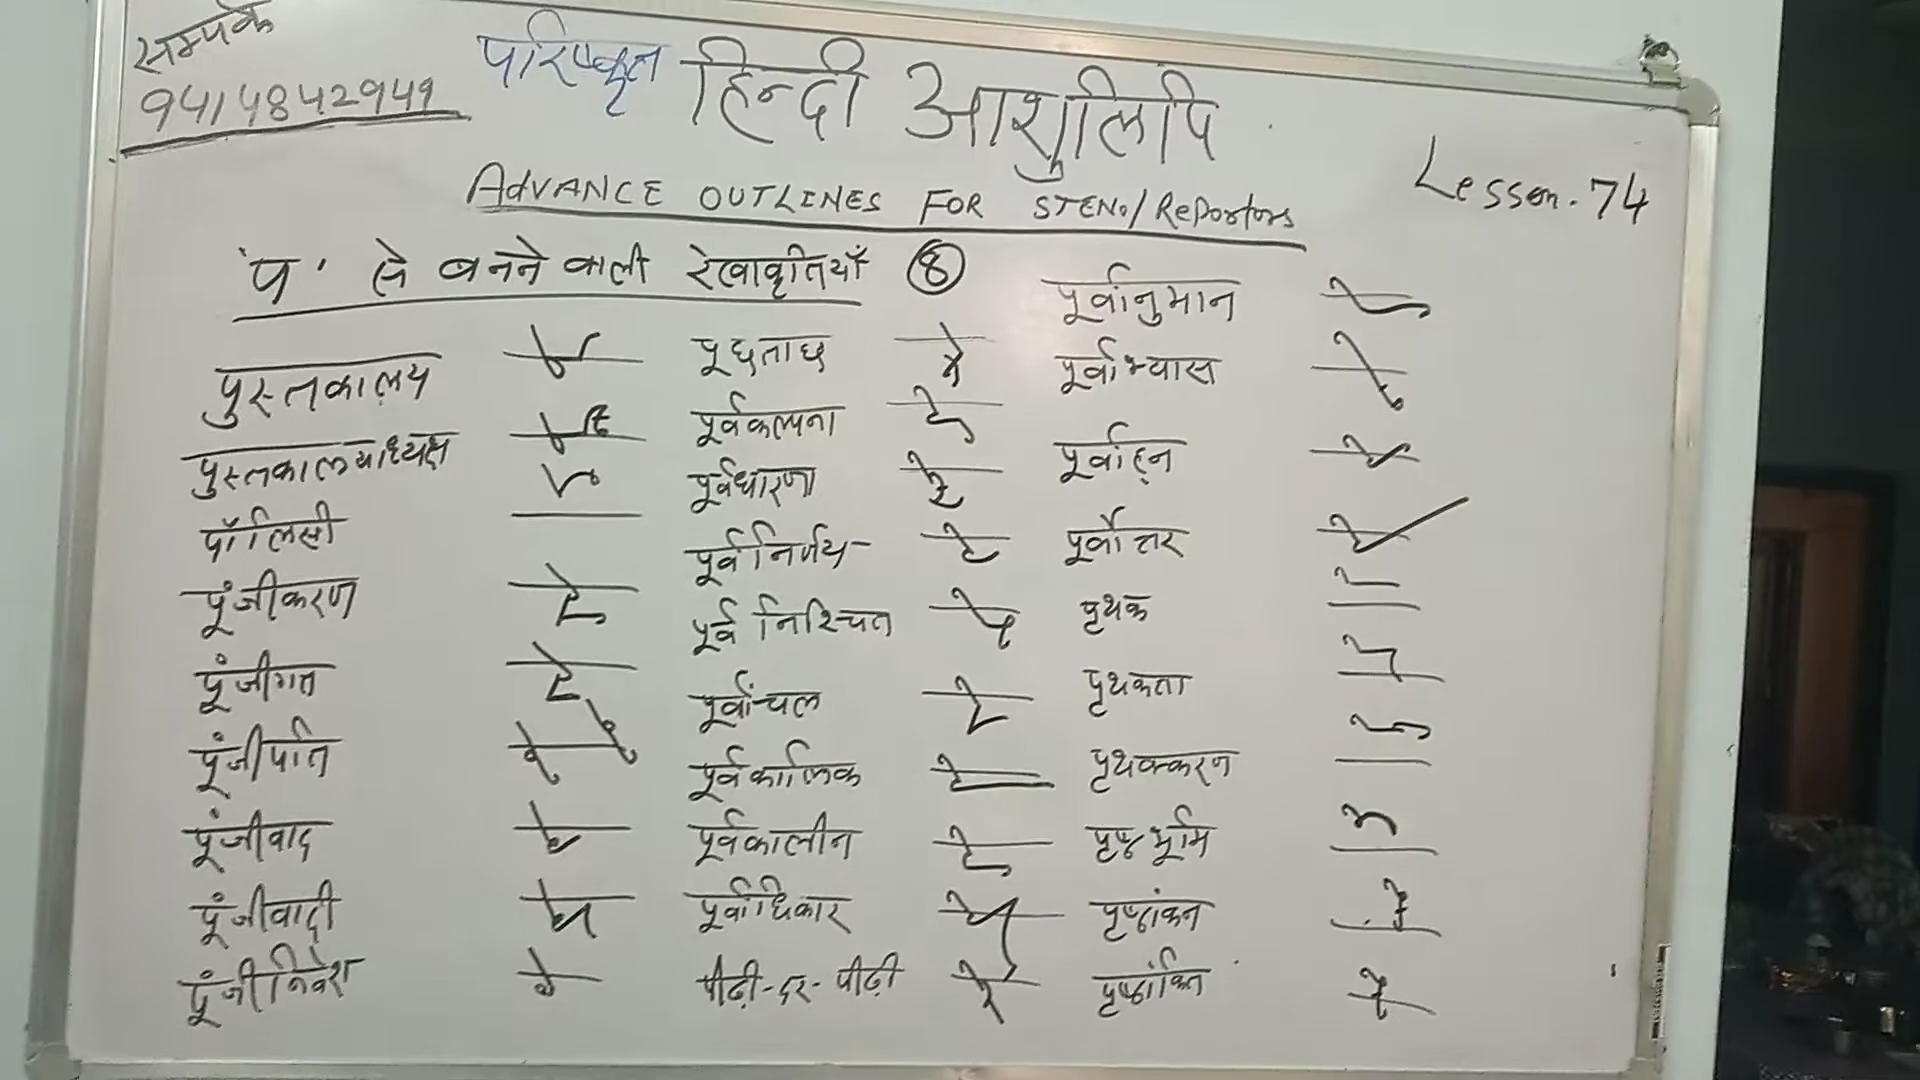 सम्पर्क
9414842949
परिष्कृत हिन्दी आशुलिपि
Lesson. 74
ADVANCE OUTLINES FOR STENO/Reportors
'प' से बनने वाली रेखाकृतियाँ 8
पुस्तकालय
पुस्तकालयाध्यक्ष
पॉलिसी
पूंजीकरण
पूंजीगत
पूंजीपति
पूंजीवाद
पूंजीवादी
पूंजीनिवेश
पूछताछ
पूर्वकल्पना
पूर्वधारणा
पूर्वनिर्णय
पूर्व निश्चित
पूर्वांचल
पूर्वकालिक
पूर्वकालीन
पूर्वाधिकार
पीढ़ी-दर-पीढ़ी
पूर्वानुमान
पूर्वाभ्यास
पूर्वाह्न
पूर्वोत्तर
पृथक
पृथकता
पृथक्करण
पृष्ठभूमि
पृष्ठांकन
पृष्ठांकित